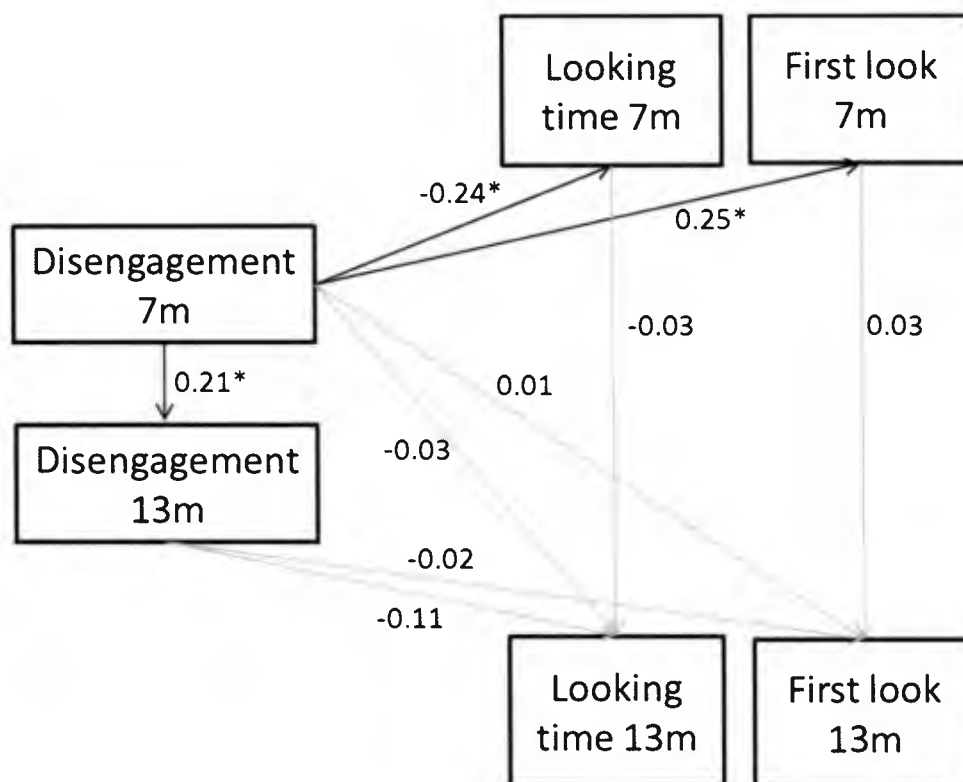 Looking
time 7m
First look
7m
-0.24*
0.25*
Disengagement
7m
-0.03
0.03
0.21*
0.01
Disengagement
13m
-0.03
-0.02
-0.11
Looking
time 13m
First look
13m